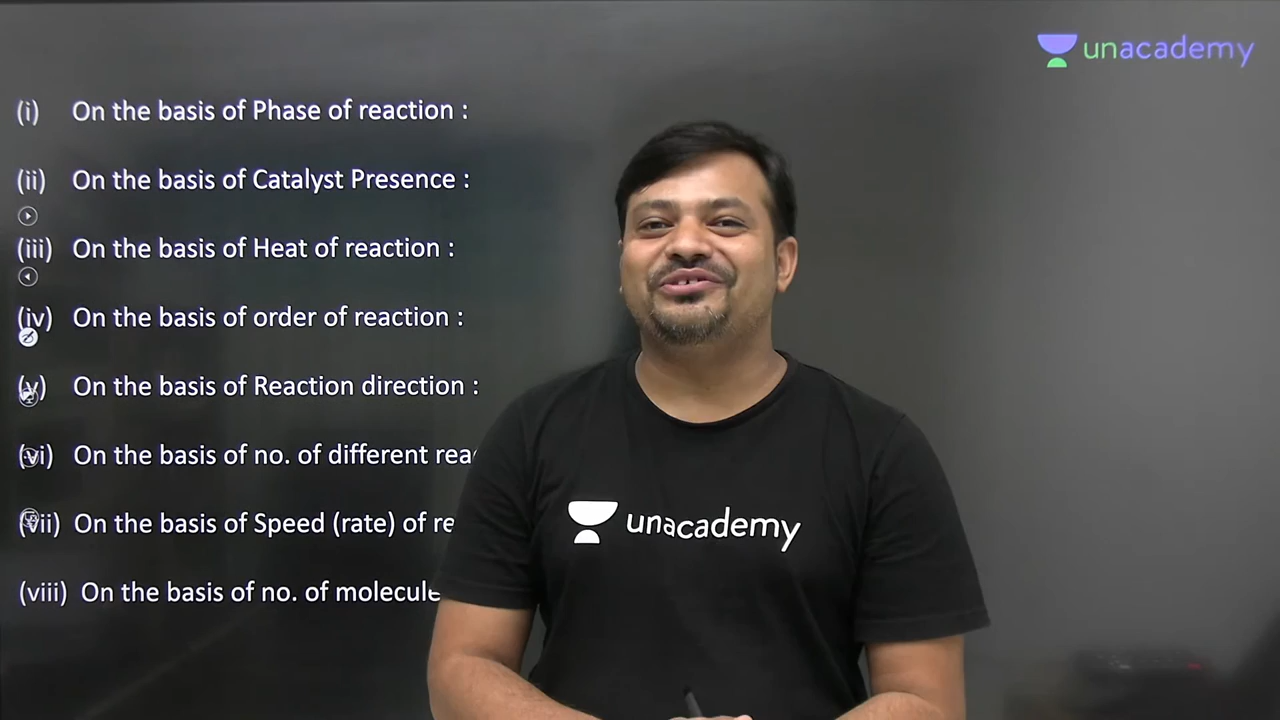 unacademy
(i) On the basis of Phase of reaction :
(ii) On the basis of Catalyst Presence :
(iii) On the basis of Heat of reaction :
(iv) On the basis of order of reaction :
(v) On the basis of Reaction direction :
(vi) On the basis of no. of different
(vii) On the basis of Speed (rate) of
(viii) On the basis of no. of
unacademy